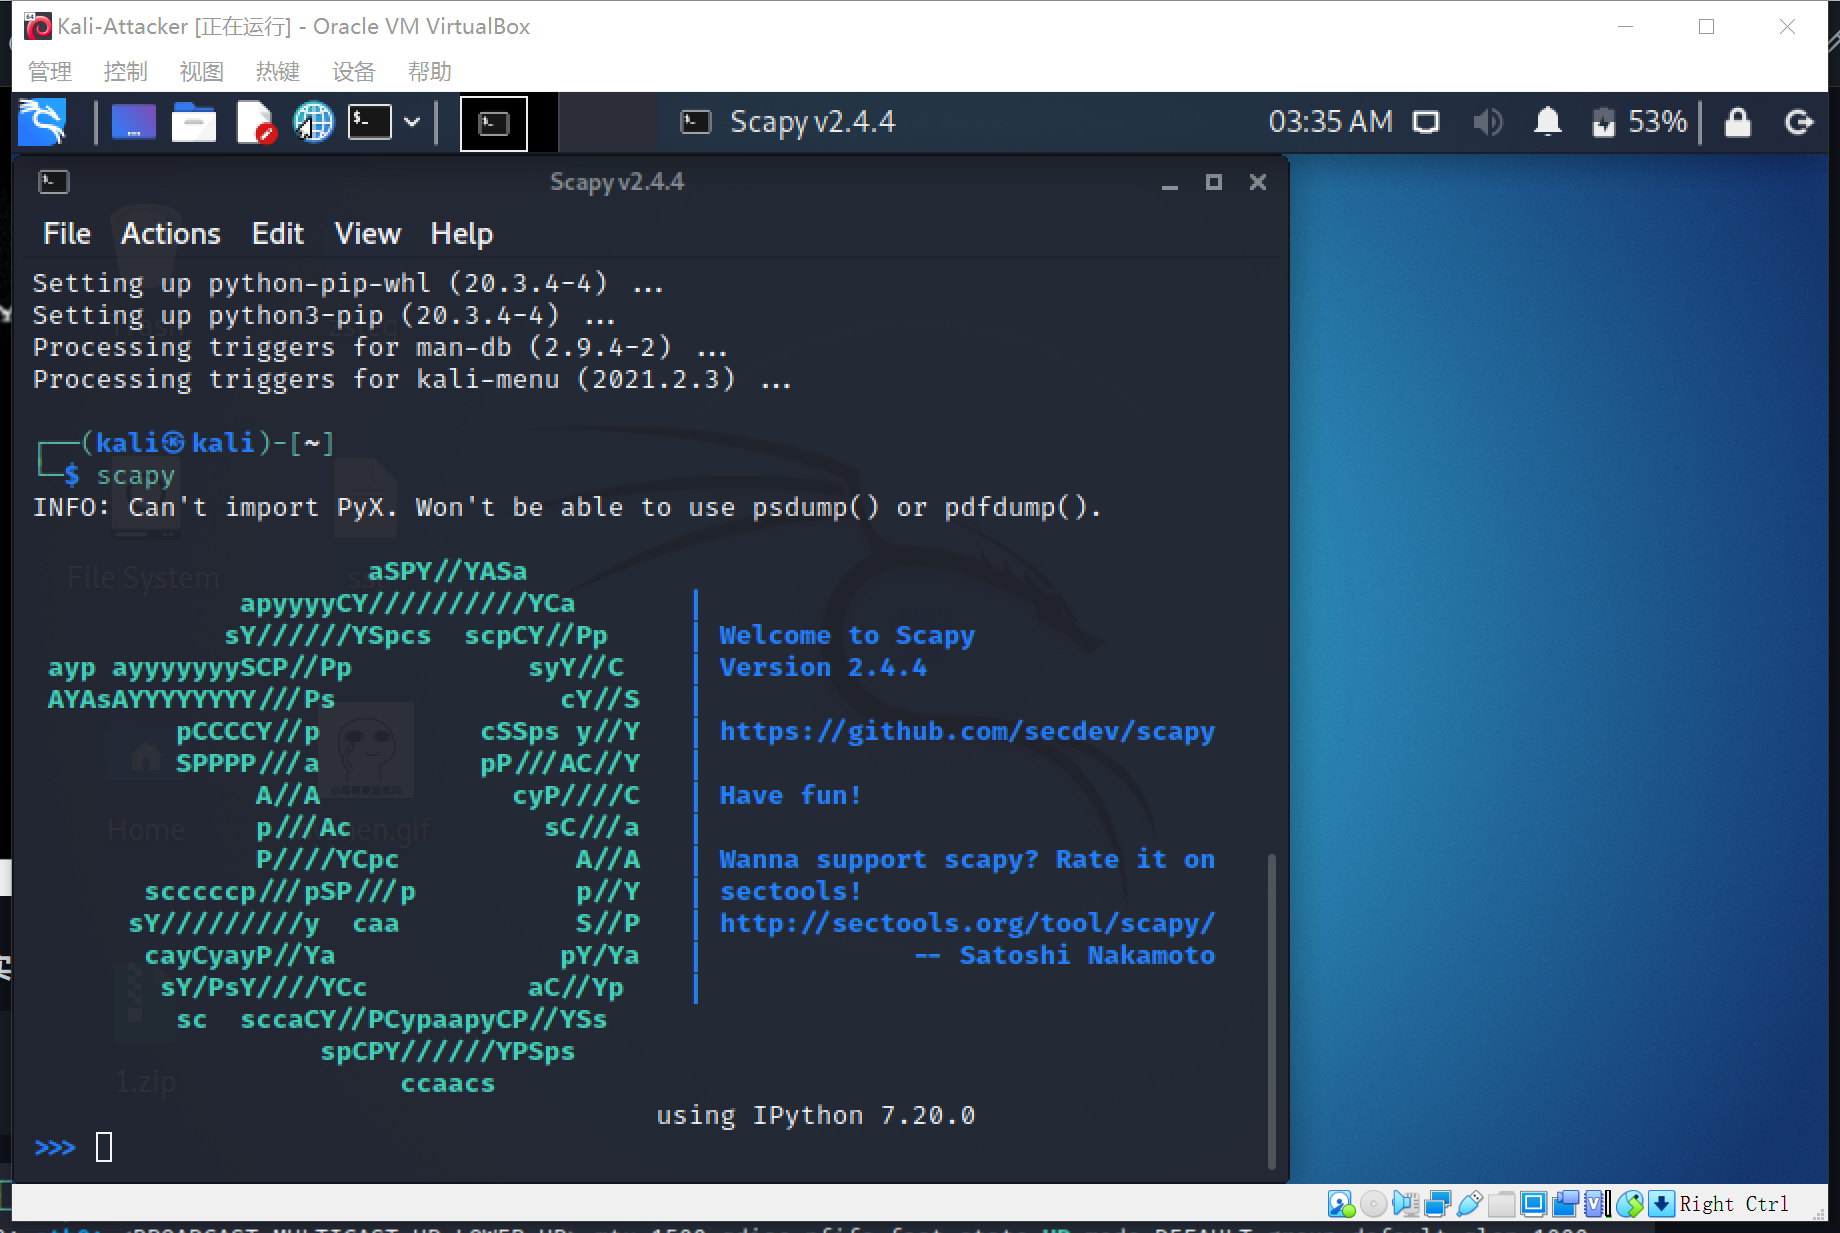 Kali-Attacker [正在运行] - Oracle VM VirtualBox
管理 控制 视图 热键 设备 帮助
Scapy v2.4.4 03:35 AM 53%
Scapy v2.4.4
File Actions Edit View Help
Setting up python-pip-whl (20.3.4-4) ...
Setting up python3-pip (20.3.4-4) ...
Processing triggers for man-db (2.9.4-2) ...
Processing triggers for kali-menu (2021.2.3) ...
┌──(kali㉿kali)-[~]
└─$ scapy
INFO: Can't import PyX. Won't be able to use psdump() or pdfdump().
aSPY//YASa
apyyyyCY//////////YCa |
sY//////YSpcs scpCY//Pp | Welcome to Scapy
ayp ayyyyyyySCP//Pp syY//C | Version 2.4.4
AYAsAYYYYYYYY///Ps cY//S |
pCCCCY//p cSSps y//Y | https://github.com/secdev/scapy
SPPPP///a pP///AC//Y |
A//A cyP////C | Have fun!
p///Ac sC///a |
P////YCpc A//A | Wanna support scapy? Rate it on
scccccp///pSP///p p//Y | sectools!
sY/////////y caa S//P | http://sectools.org/tool/scapy/
cayCyayP//Ya pY/Ya | -- Satoshi Nakamoto
sY/PsY////YCc aC//Yp |
sc sccaCY//PCypaapyCP//YSs
spCPY//////YPSps
ccaacs
using IPython 7.20.0
>>>
File System
Home
1.zip
Right Ctrl